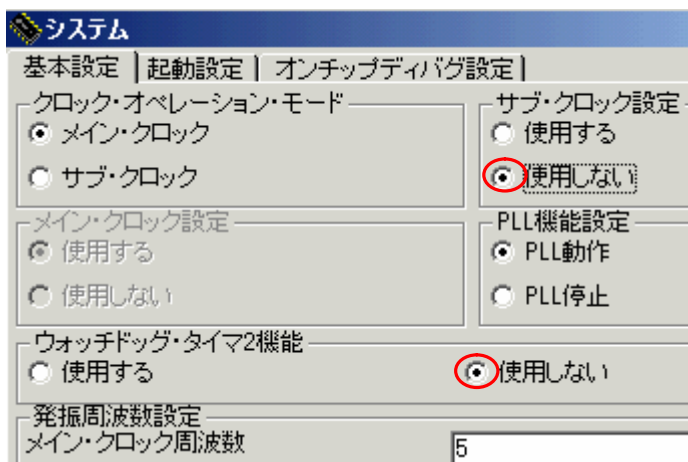 システム
基本設定 起動設定 オンチップディバグ設定
クロック・オペレーション・モード
メイン・クロック
サブ・クロック
サブ・クロック設定
使用する
使用しない
メイン・クロック設定
使用する
使用しない
PLL機能設定
PLL動作
PLL停止
ウォッチドッグ・タイマ2機能
使用する 使用しない
発振周波数設定
メイン・クロック周波数 5